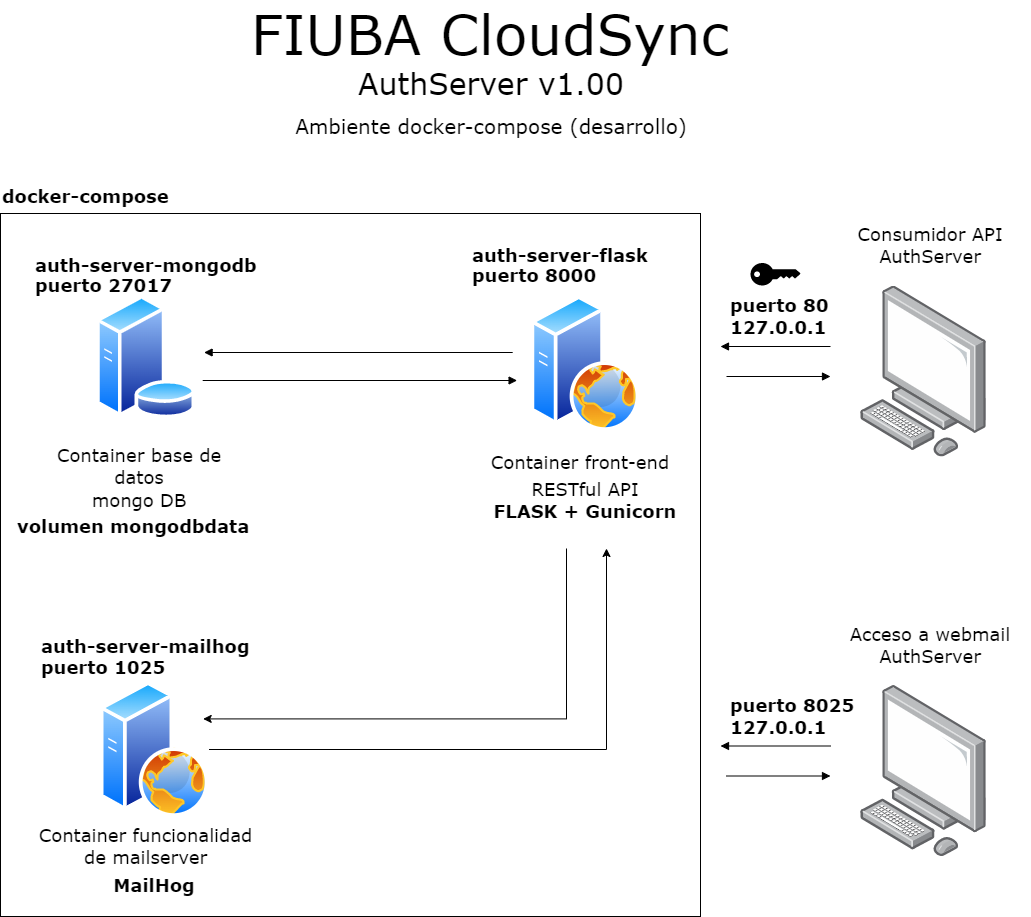 FIUBA CloudSync
AuthServer v1.00
Ambiente docker-compose (desarrollo)
docker-compose
auth-server-mongodb
puerto 27017
auth-server-flask
puerto 8000
puerto 80
127.0.0.1
Consumidor API
AuthServer
Container base de
datos
mongo DB
volumen mongodbdata
Container front-end
RESTful API
FLASK + Gunicorn
auth-server-mailhog
puerto 1025
Container funcionalidad
de mailserver
MailHog
puerto 8025
127.0.0.1
Acceso a webmail
AuthServer